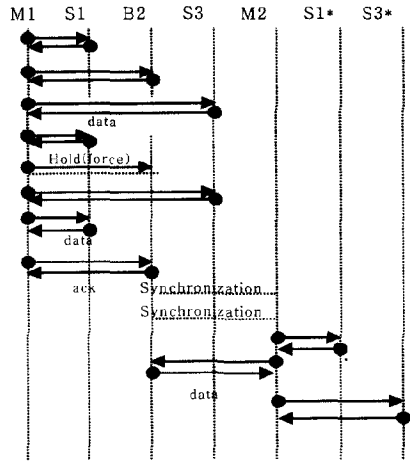 M1 S1 B2 S3 M2 S1* S3*
data
Hold(force)
data
ack
Synchronization
Synchronization
data